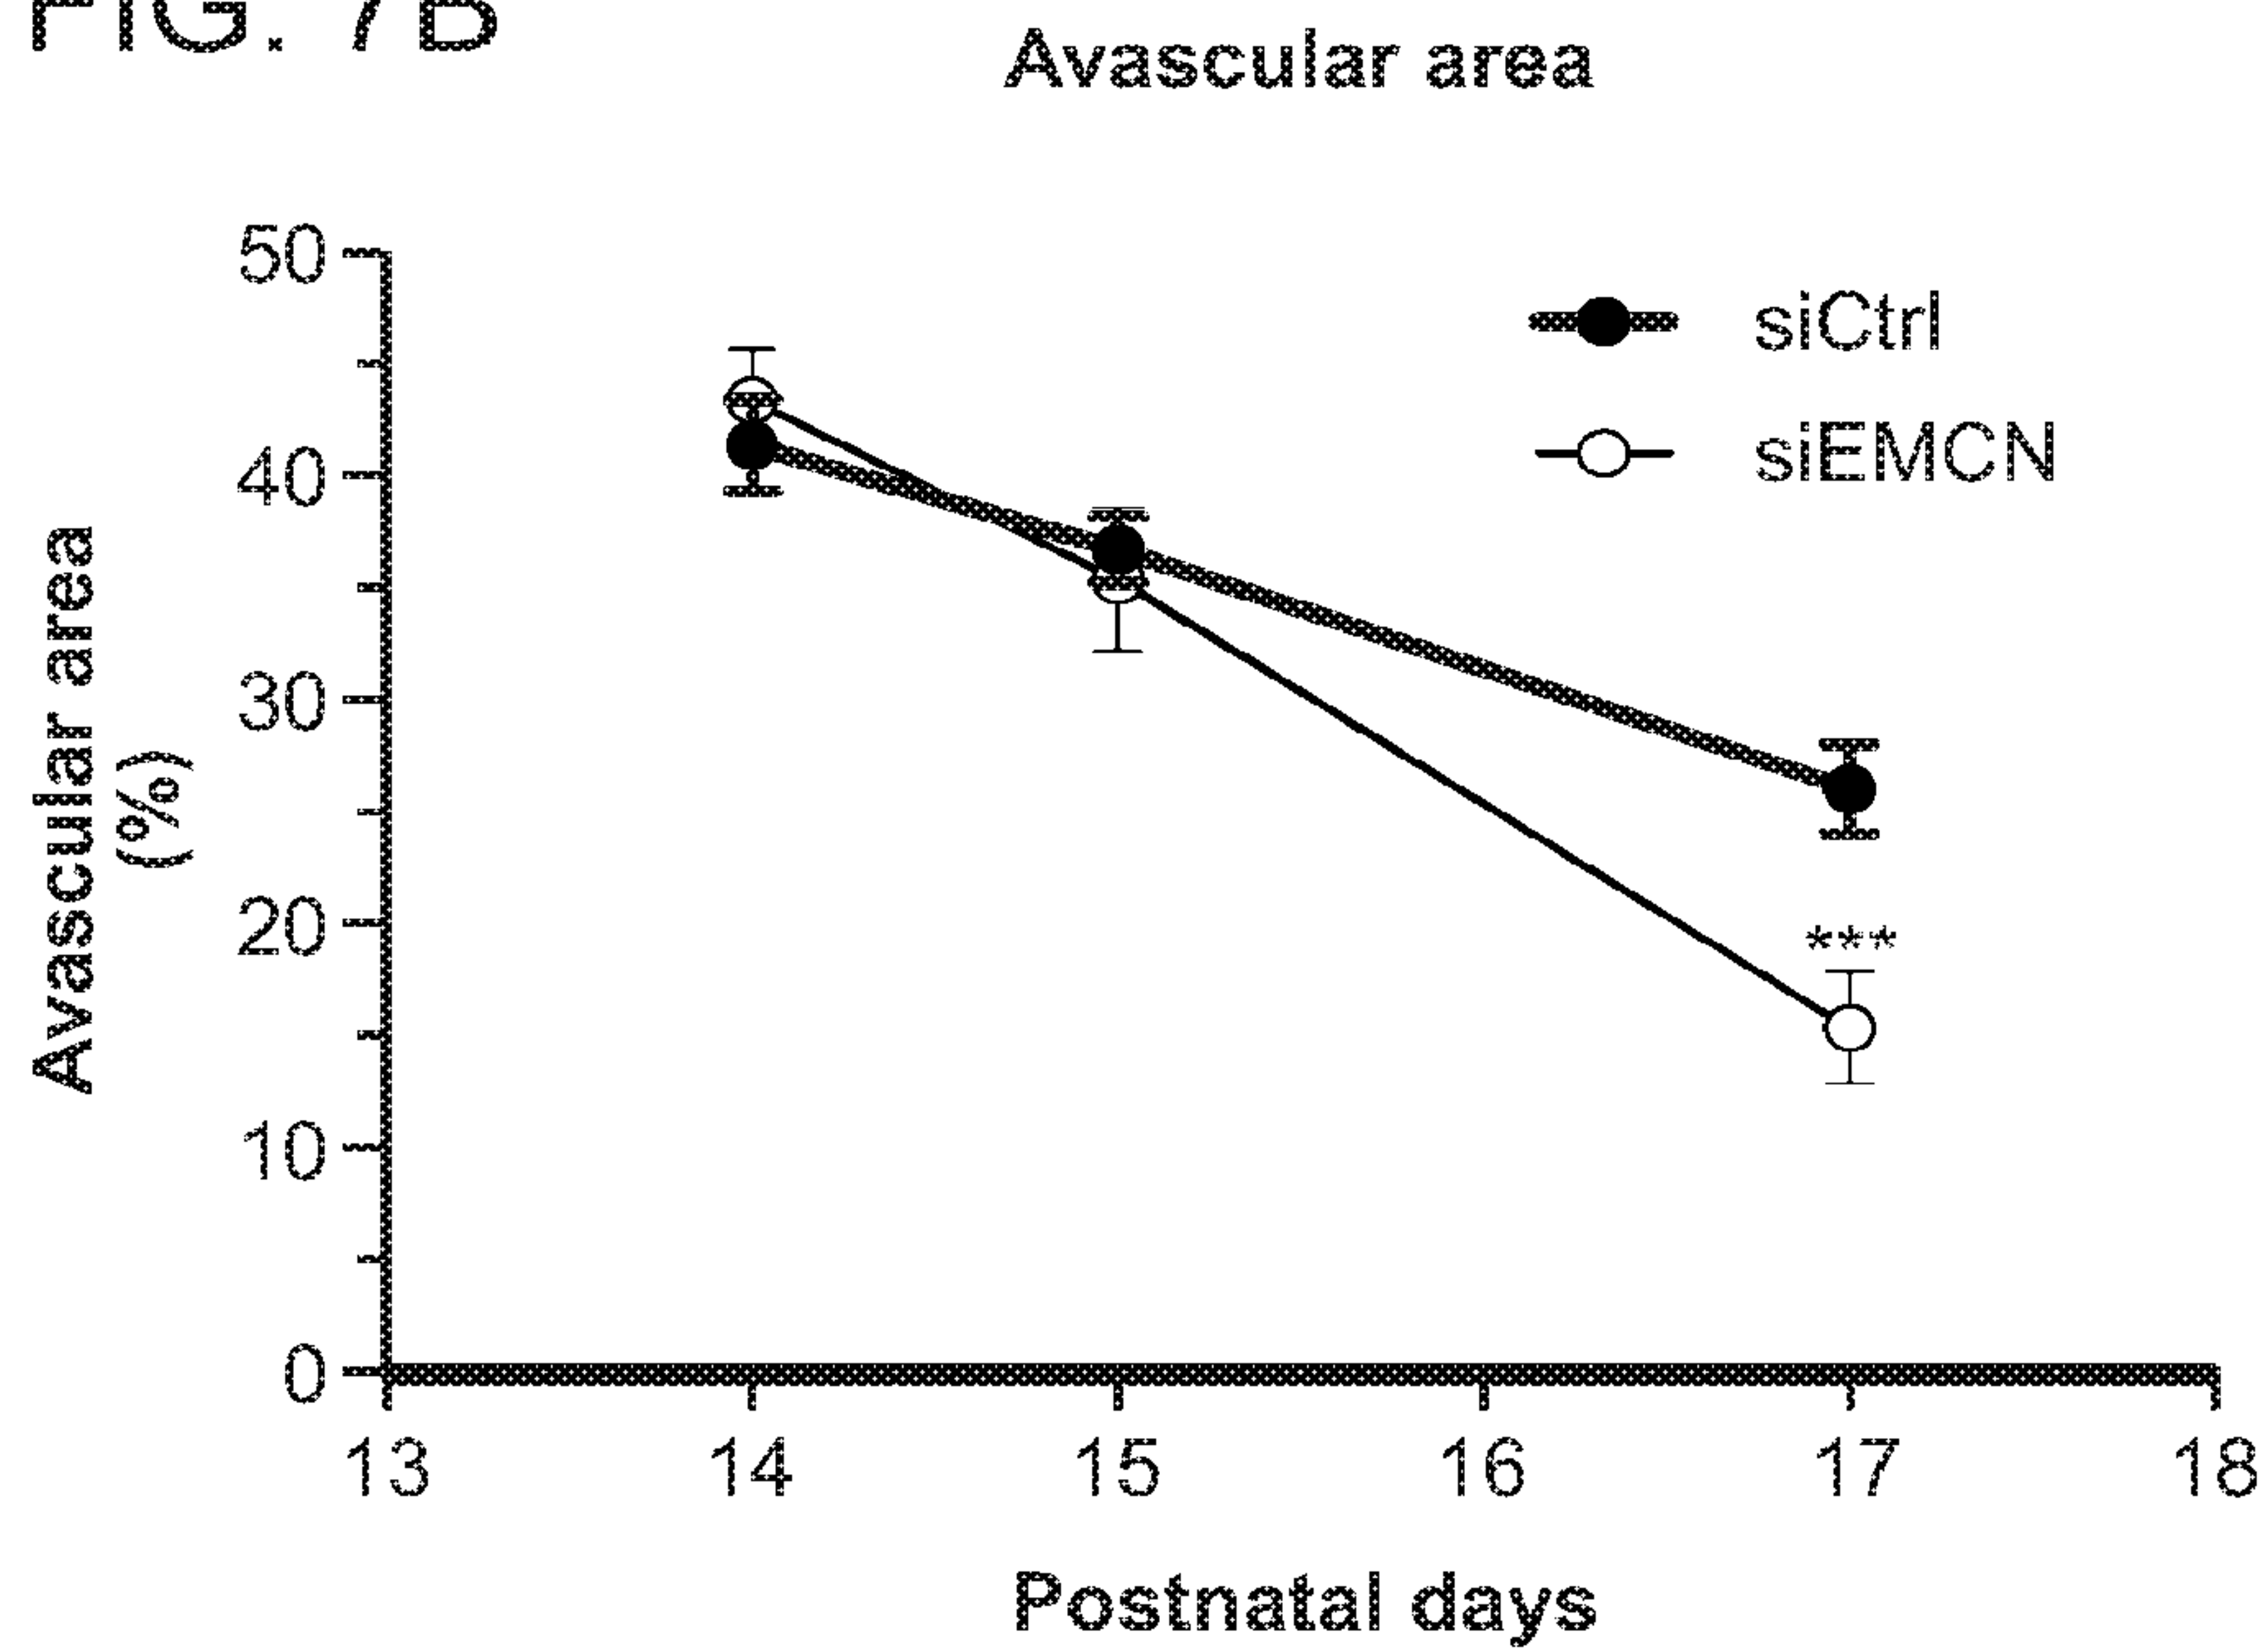 FIG. 7B
Avascular area
50
40
30
20
10
0
Avascular area
(%)
siCtrl
siEMCN
***
13 14 15 16 17 18
Postnatal days